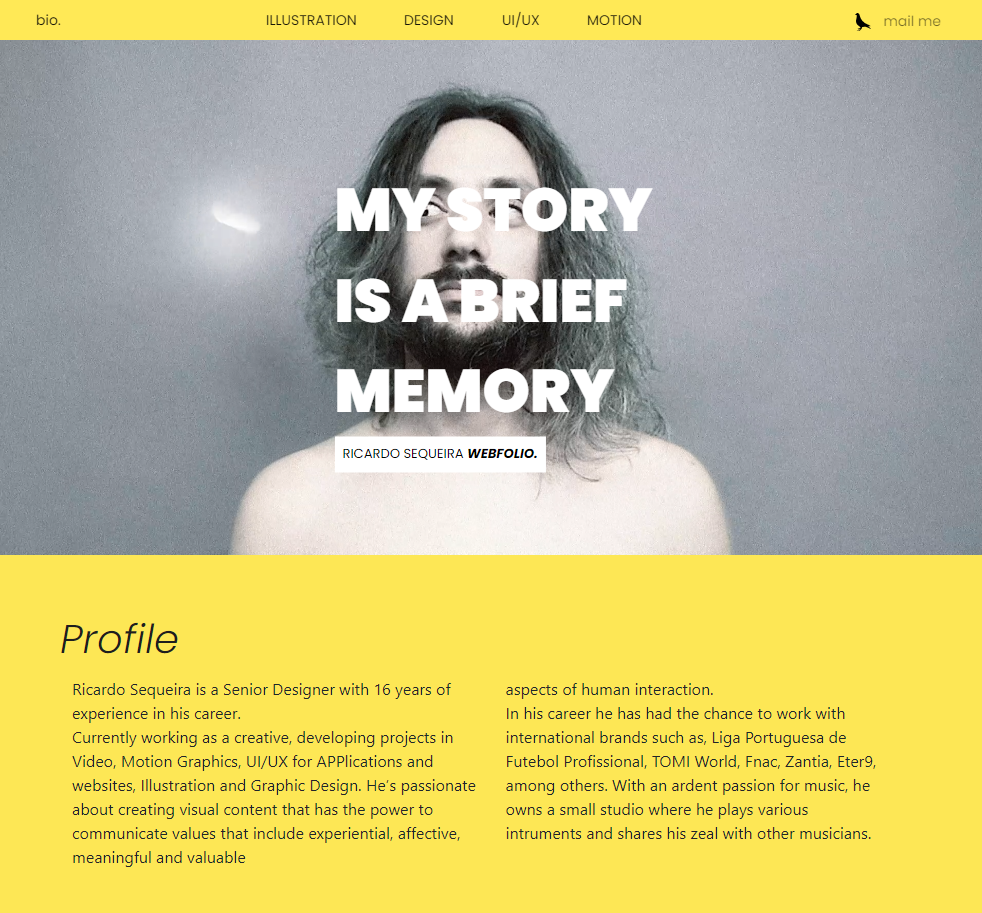 bio.
ILLUSTRATION
DESIGN
UI/UX
MOTION
mail me
MY STORY
IS A BRIEF
MEMORY
RICARDO SEQUEIRA WEBFOLIO.
Profile
Ricardo Sequeira is a Senior Designer with 16 years of
experience in his career.
Currently working as a creative, developing projects in
Video, Motion Graphics, UI/UX for APPlications and
websites, Illustration and Graphic Design. He's passionate
about creating visual content that has the power to
communicate values that include experiential, affective,
meaningful and valuable
aspects of human interaction.
In his career he has had the chance to work with
international brands such as, Liga Portuguesa de
Futebol Profissional, TOMI World, Fnac, Zantia, Eter9,
among others. With an ardent passion for music, he
owns a small studio where he plays various
intruments and shares his zeal with other musicians.